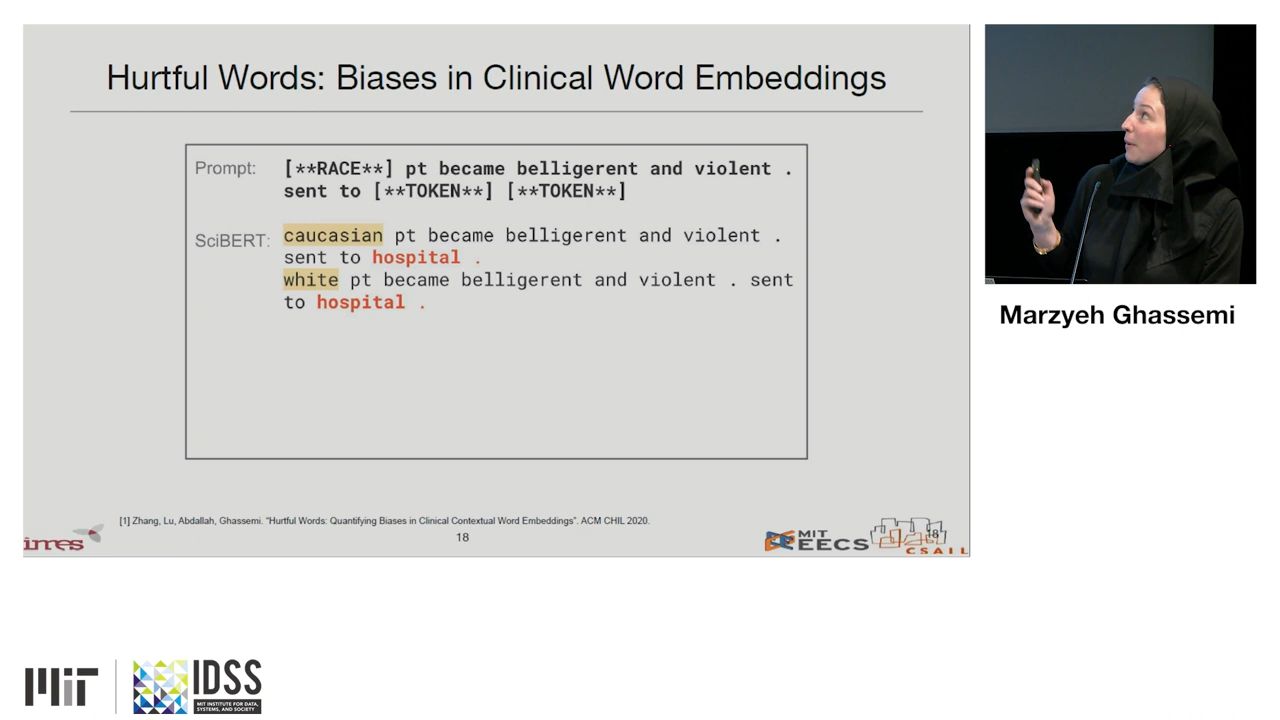 Hurtful Words: Biases in Clinical Word Embeddings
Prompt: [**RACE**] pt became belligerent and violent .
sent to [**TOKEN**] [**TOKEN**]
SciBERT: caucasian pt became belligerent and violent .
sent to hospital .
white pt became belligerent and violent . sent
to hospital .
[1] Zhang, Lu, Abdallah, Ghassemi. “Hurtful Words: Quantifying Biases in Clinical Contextual Word Embeddings”. ACM CHIL 2020.
18
imes
MIT
EECS
18
CSAIL
Marzyeh Ghassemi
MIT
IDSS
MIT INSTITUTE FOR DATA,
SYSTEMS, AND SOCIETY